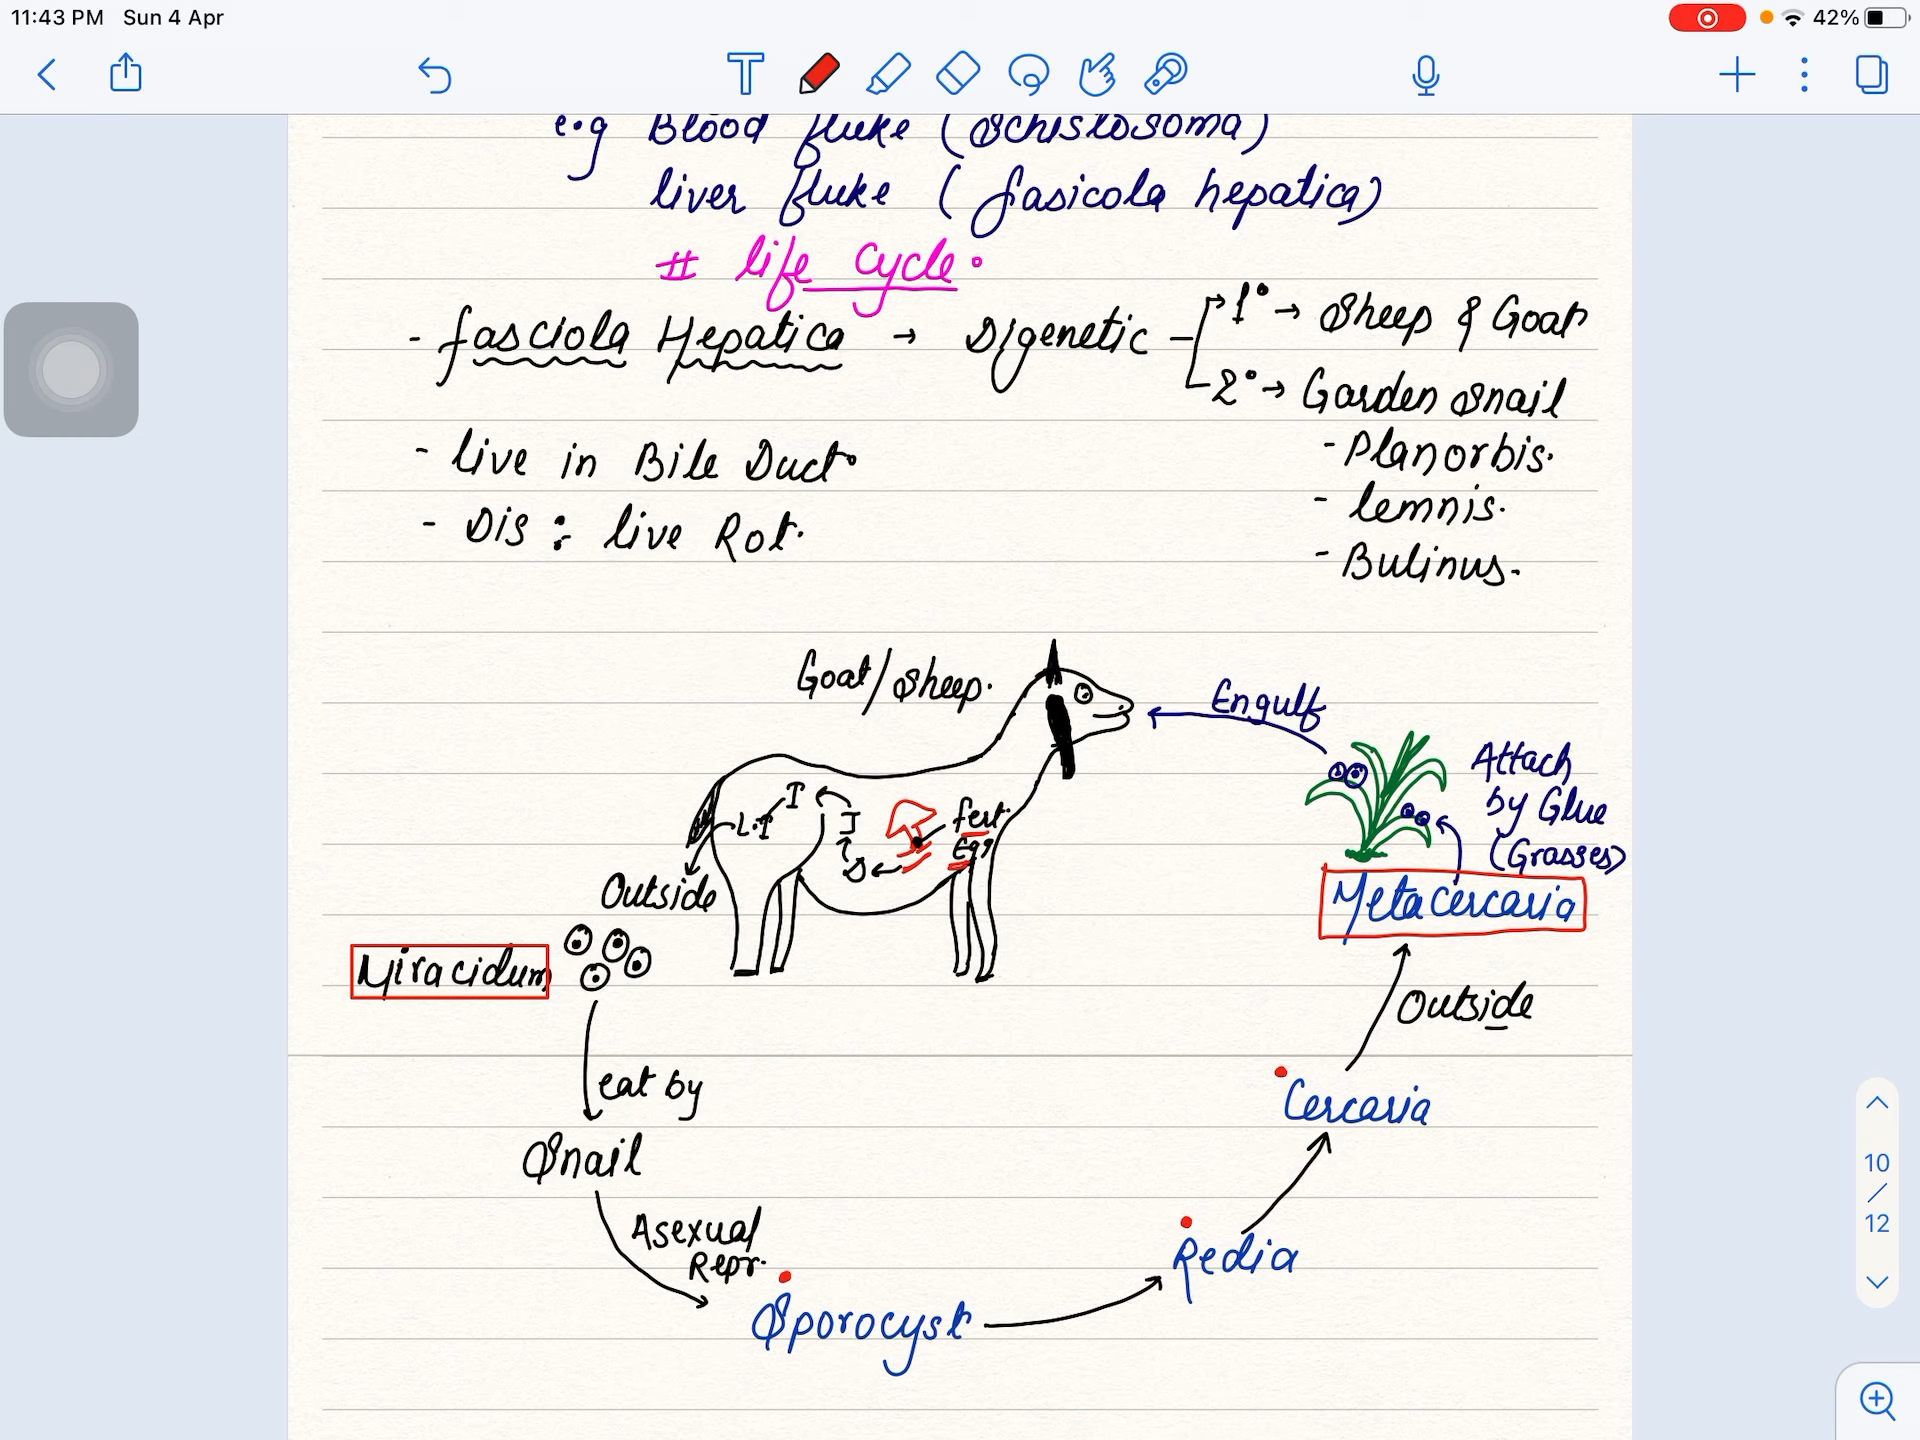 11:43 PM Sun 4 Apr
42%
T
e.g Blood fluke (Schistosoma)
liver fluke (fasicola hepatica)
# life cycle.
- fasciola Hepatica → Digenetic
1° → Sheep & Goat
2° → Garden Snail
- Planorbis.
- lemnis.
- Bulinus.
- live in Bile Duct.
- Dis : live Rot.
Goat/Sheep.
Engulf
Attach
by Glue
(Grasses)
I
L.I
J
D
fert.
Egg
Outside
Miracidum
Metacercaria
Outside
eat by
Cercaria
Snail
Asexual
Repr.
Redia
Sporocyst
10
/
12